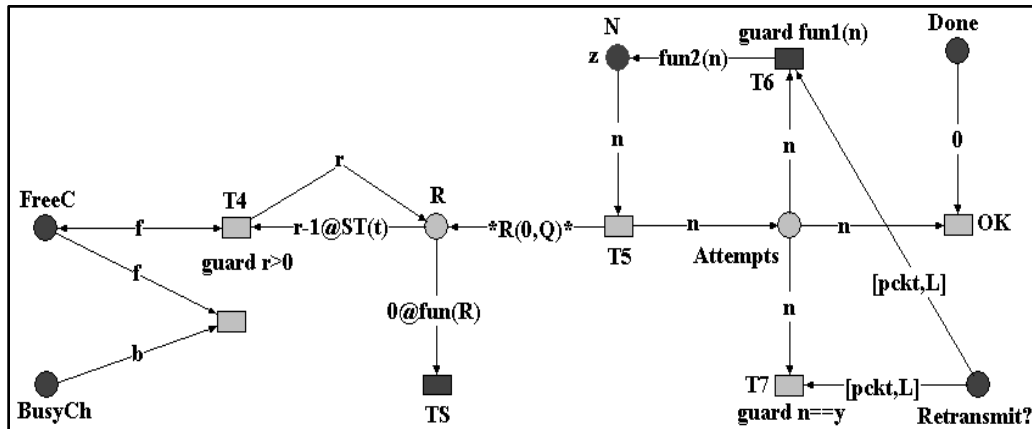 N
guard fun1(n)
Done
z
fun2(n)
T6
n
n
0
r
FreeC
T4
R
f
r-1@ST(t)
*R(0,Q)*
n
n
OK
guard r>0
T5
Attempts
f
[pckt,L]
0@fun(R)
n
b
T7
[pckt,L]
BusyCh
TS
guard n==y
Retransmit?